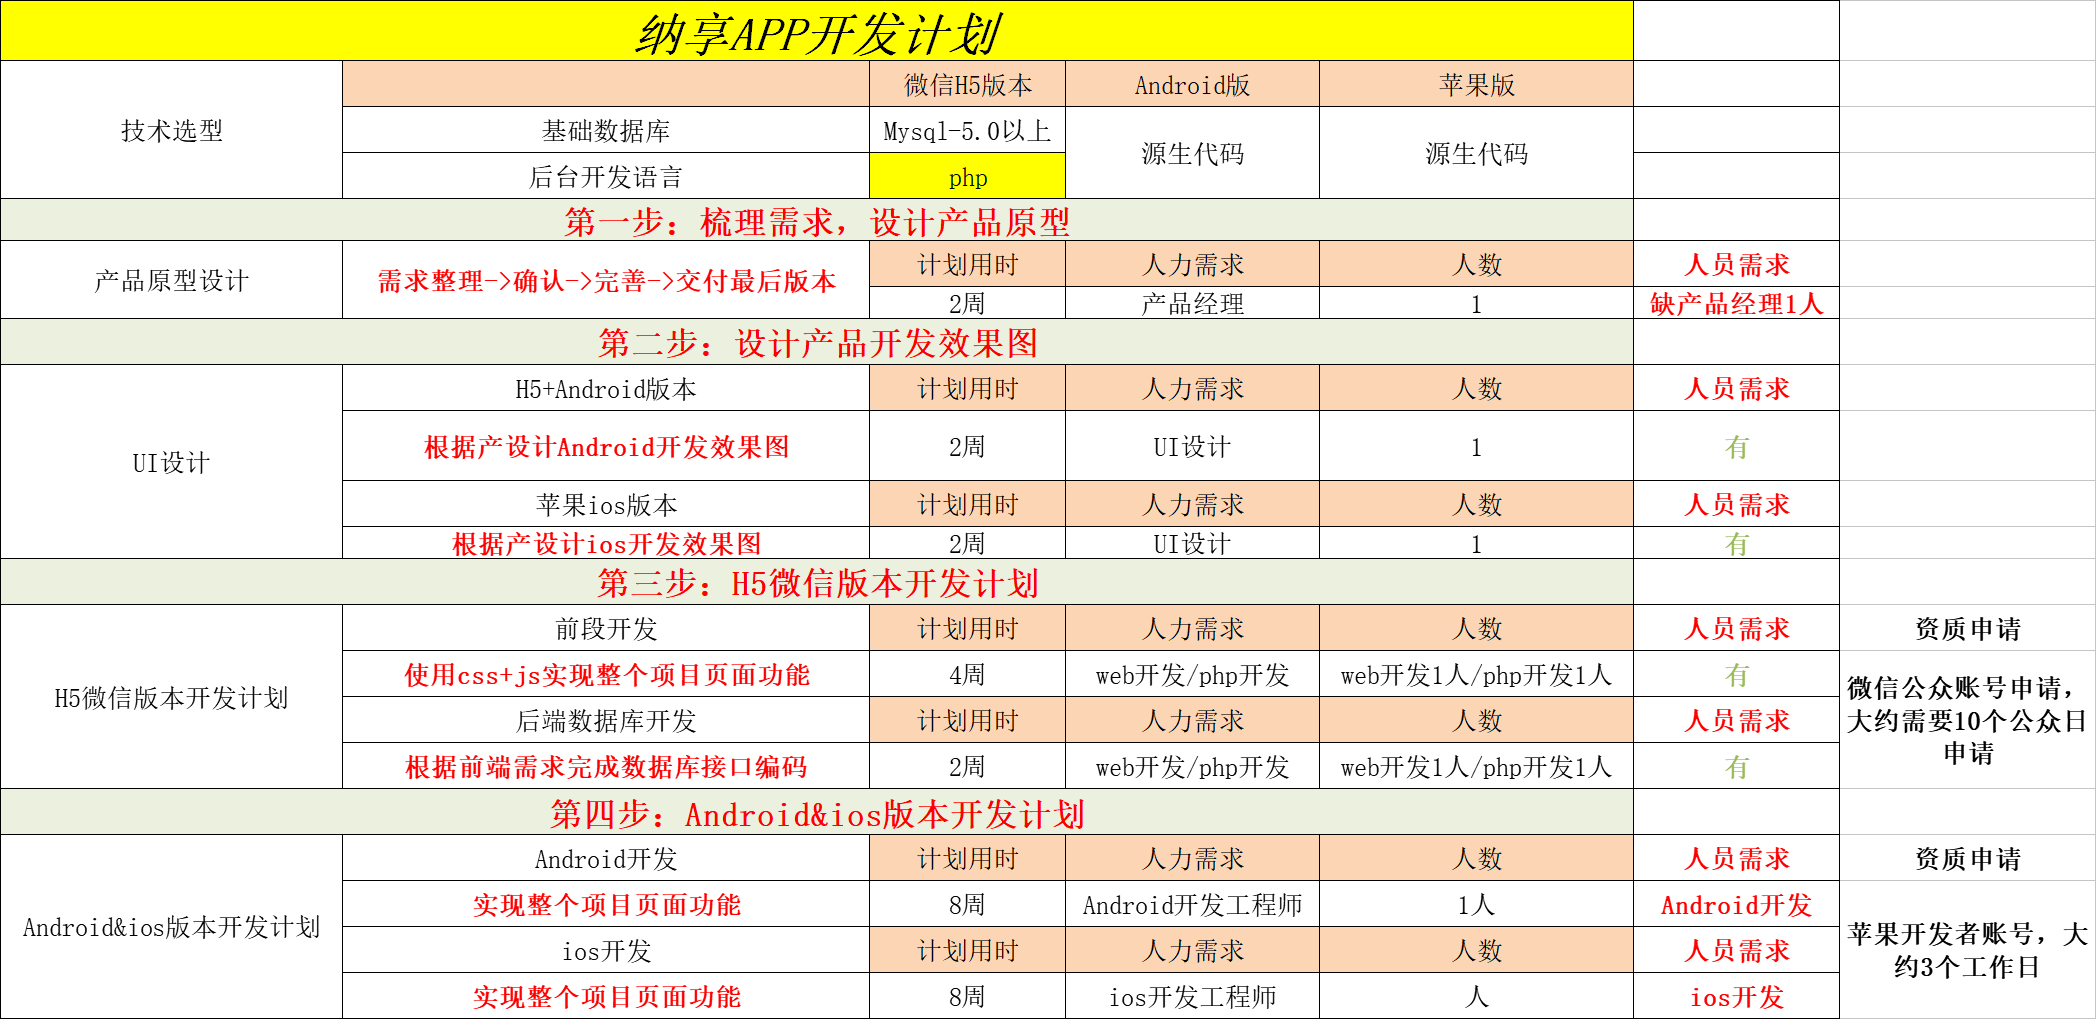 纳享APP开发计划
技术选型
微信H5版本
Android版
苹果版
基础数据库
Mysql-5.0以上
源生代码
源生代码
后台开发语言
php
第一步：梳理需求，设计产品原型
产品原型设计
需求整理->确认->完善->交付最后版本
计划用时
人力需求
人数
人员需求
2周
产品经理
1
缺产品经理1人
第二步：设计产品开发效果图
UI设计
H5+Android版本
计划用时
人力需求
人数
人员需求
根据产设计Android开发效果图
2周
UI设计
1
有
苹果ios版本
计划用时
人力需求
人数
人员需求
根据产设计ios开发效果图
2周
UI设计
1
有
第三步：H5微信版本开发计划
H5微信版本开发计划
前段开发
计划用时
人力需求
人数
人员需求
资质申请
使用css+js实现整个项目页面功能
4周
web开发/php开发
web开发1人/php开发1人
有
微信公众账号申请，
大约需要10个公众日
申请
后端数据库开发
计划用时
人力需求
人数
人员需求
根据前端需求完成数据库接口编码
2周
web开发/php开发
web开发1人/php开发1人
有
第四步：Android&ios版本开发计划
Android&ios版本开发计划
Android开发
计划用时
人力需求
人数
人员需求
资质申请
实现整个项目页面功能
8周
Android开发工程师
1人
Android开发
苹果开发者账号，大
约3个工作日
ios开发
计划用时
人力需求
人数
人员需求
实现整个项目页面功能
8周
ios开发工程师
人
ios开发